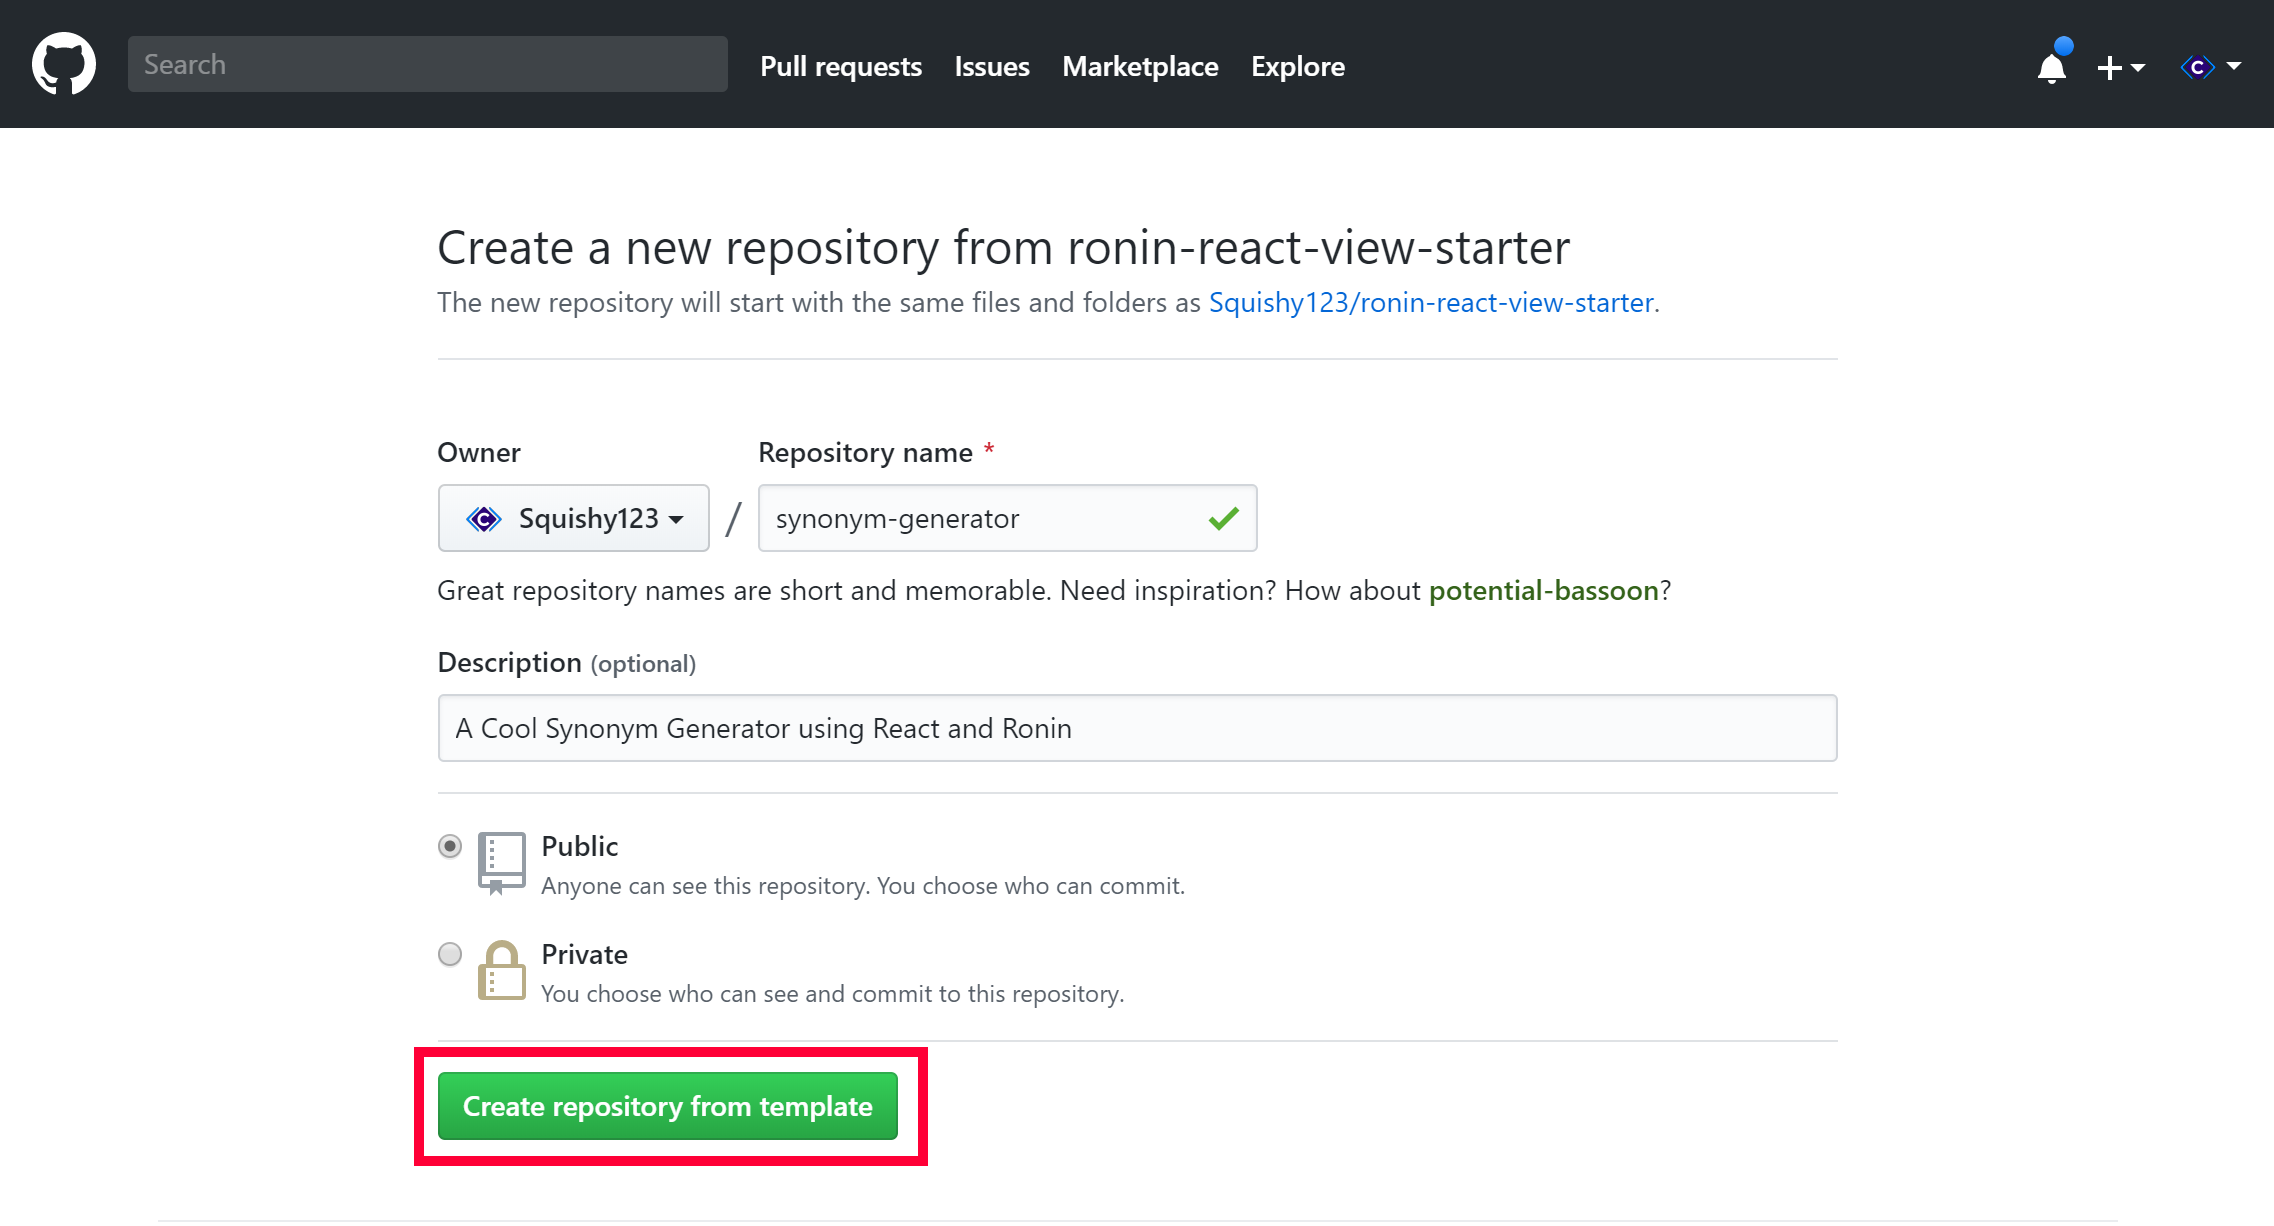 Search
Pull requests Issues Marketplace Explore
Create a new repository from ronin-react-view-starter
The new repository will start with the same files and folders as Squishy123/ronin-react-view-starter.
Owner
Repository name *
Squishy123 / synonym-generator
Great repository names are short and memorable. Need inspiration? How about potential-bassoon?
Description (optional)
A Cool Synonym Generator using React and Ronin
Public
Anyone can see this repository. You choose who can commit.
Private
You choose who can see and commit to this repository.
Create repository from template